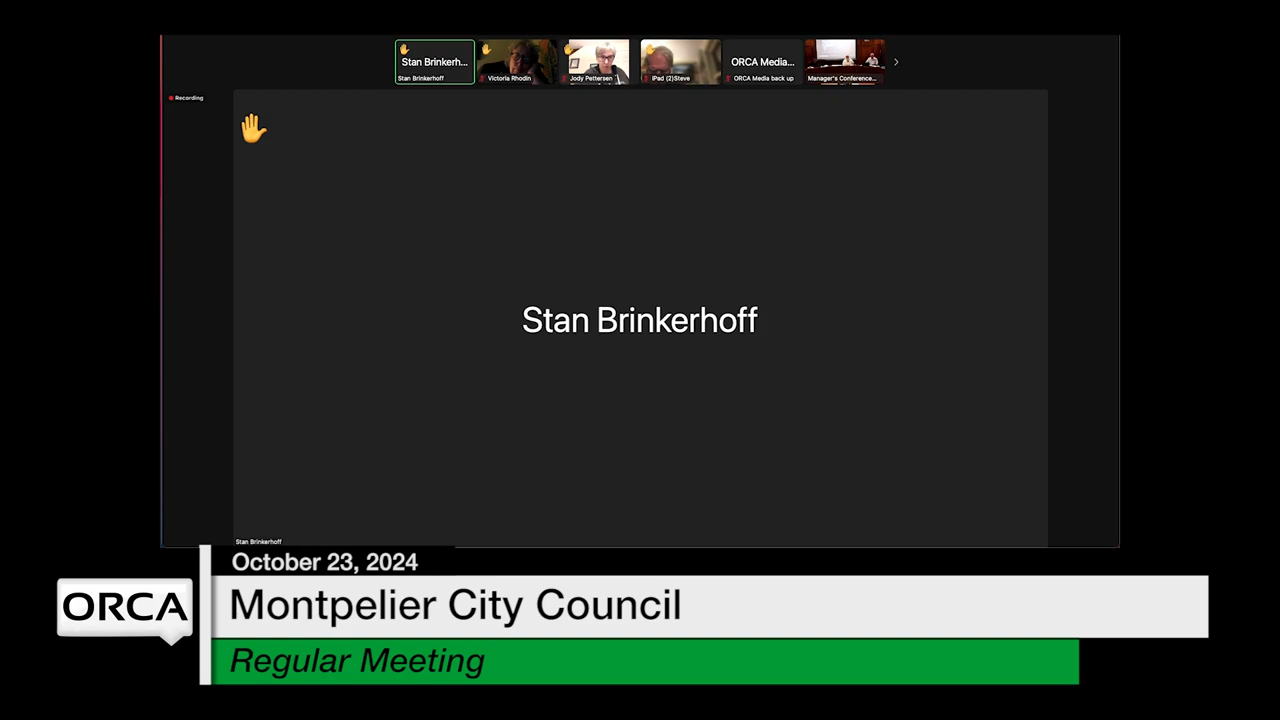 Stan Brinkerh...
Stan Brinkerhoff
Victoria Rhodin
Jody Pettersen
iPad (2)Steve
ORCA Media...
ORCA Media back up
Manager's Conference...
Recording
Stan Brinkerhoff
Stan Brinkerhoff
October 23, 2024
ORCA
Montpelier City Council
Regular Meeting